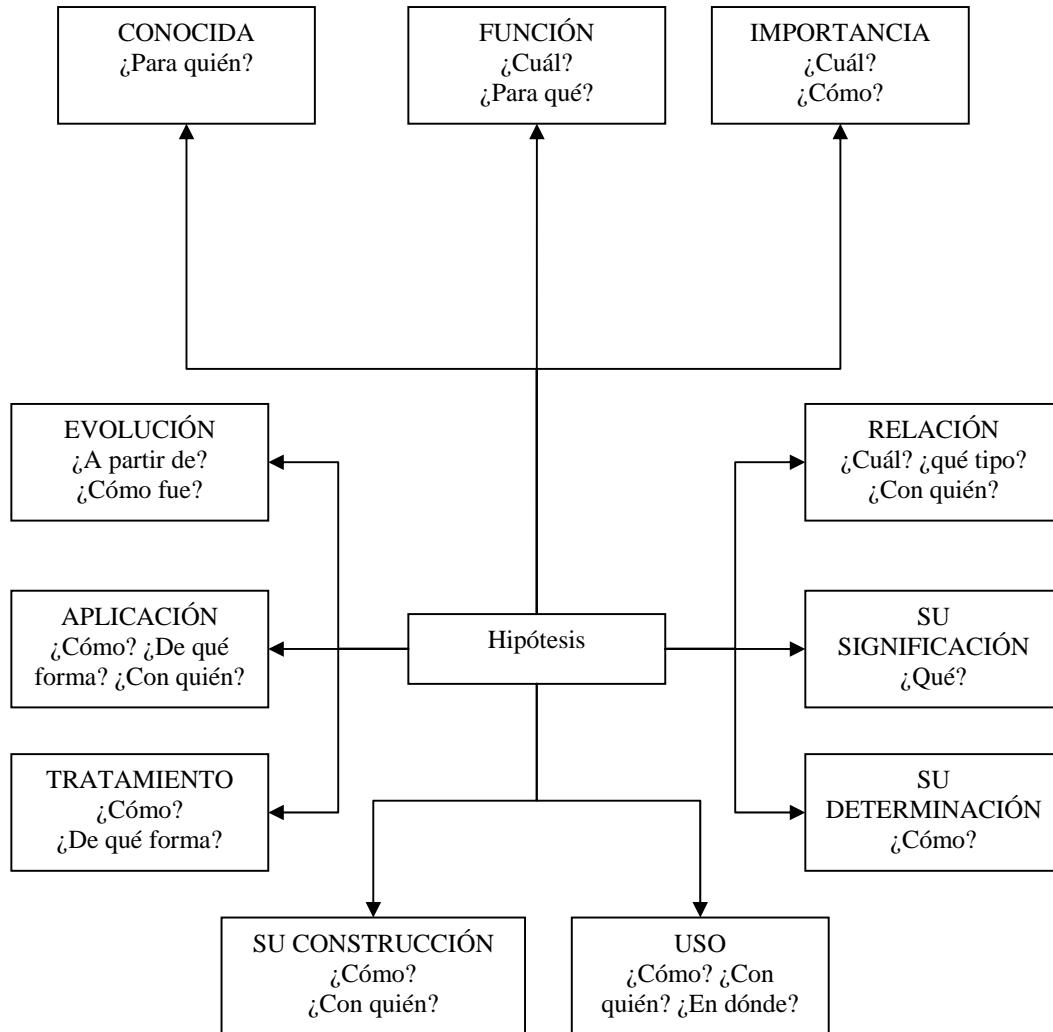 CONOCIDA
¿Para quién?
FUNCIÓN
¿Cuál?
¿Para qué?
IMPORTANCIA
¿Cuál?
¿Cómo?
EVOLUCIÓN
¿A partir de?
¿Cómo fue?
RELACIÓN
¿Cuál? ¿qué tipo?
¿Con quién?
APLICACIÓN
¿Cómo? ¿De qué
forma? ¿Con quién?
Hipótesis
SU
SIGNIFICACIÓN
¿Qué?
TRATAMIENTO
¿Cómo?
¿De qué forma?
SU
DETERMINACIÓN
¿Cómo?
SU CONSTRUCCIÓN
¿Cómo?
¿Con quién?
USO
¿Cómo? ¿Con
quién? ¿En dónde?